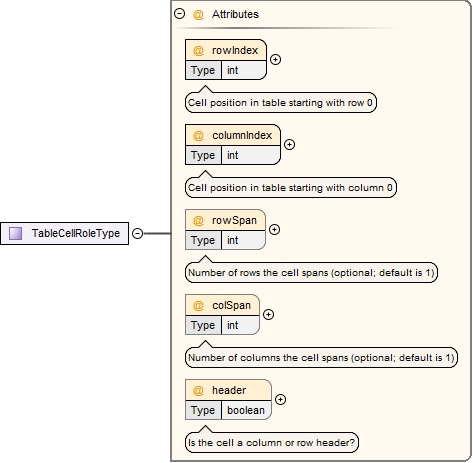 @ Attributes
@ rowIndex
Type int
Cell position in table starting with row 0
@ columnIndex
Type int
Cell position in table starting with column 0
TableCellRoleType
@ rowSpan
Type int
Number of rows the cell spans (optional; default is 1)
@ colSpan
Type int
Number of columns the cell spans (optional; default is 1)
@ header
Type boolean
Is the cell a column or row header?